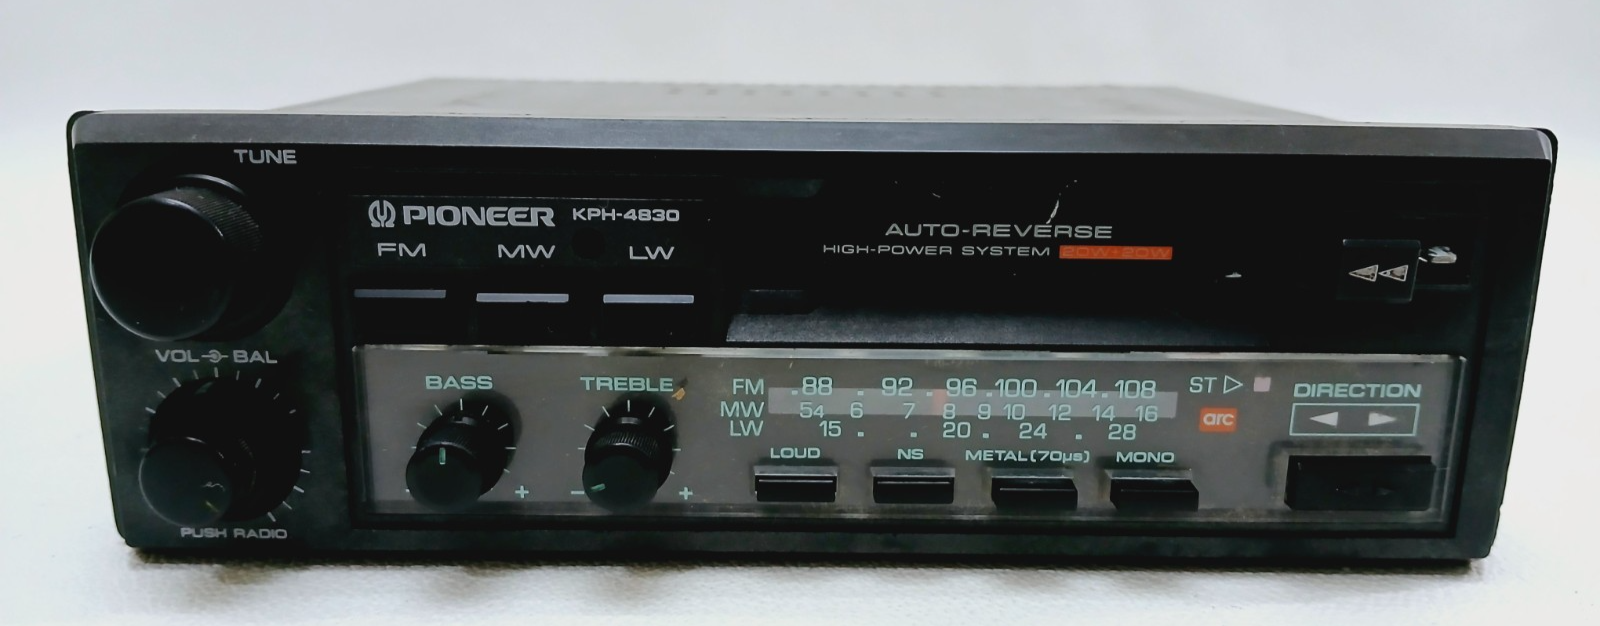 TUNE
PIONEER KPH-4830
FM MW LW
AUTO-REVERSE
HIGH-POWER SYSTEM 20W+20W
VOL BAL
PUSH RADIO
BASS
- +
TREBLE
- +
FM .88 . 92 . 96 .100 .104 .108
MW 54 6 7 8 9 10 12 14 16
LW 15 . . 20 . 24 . 28
ST
arc
DIRECTION
LOUD NS METAL(70μs) MONO